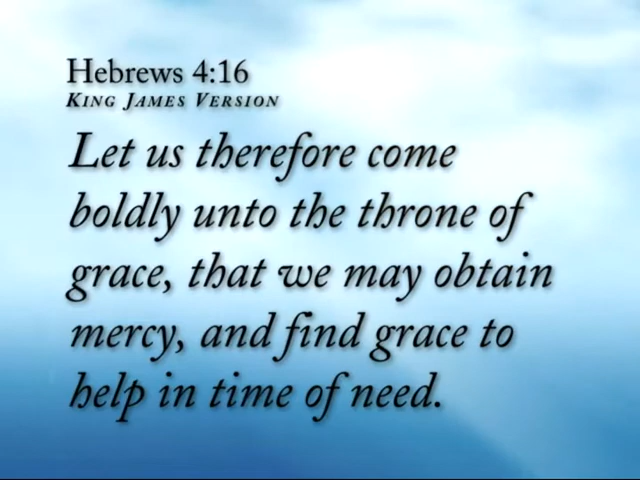 Hebrews 4:16
King James Version
Let us therefore come
boldly unto the throne of
grace, that we may obtain
mercy, and find grace to
help in time of need.